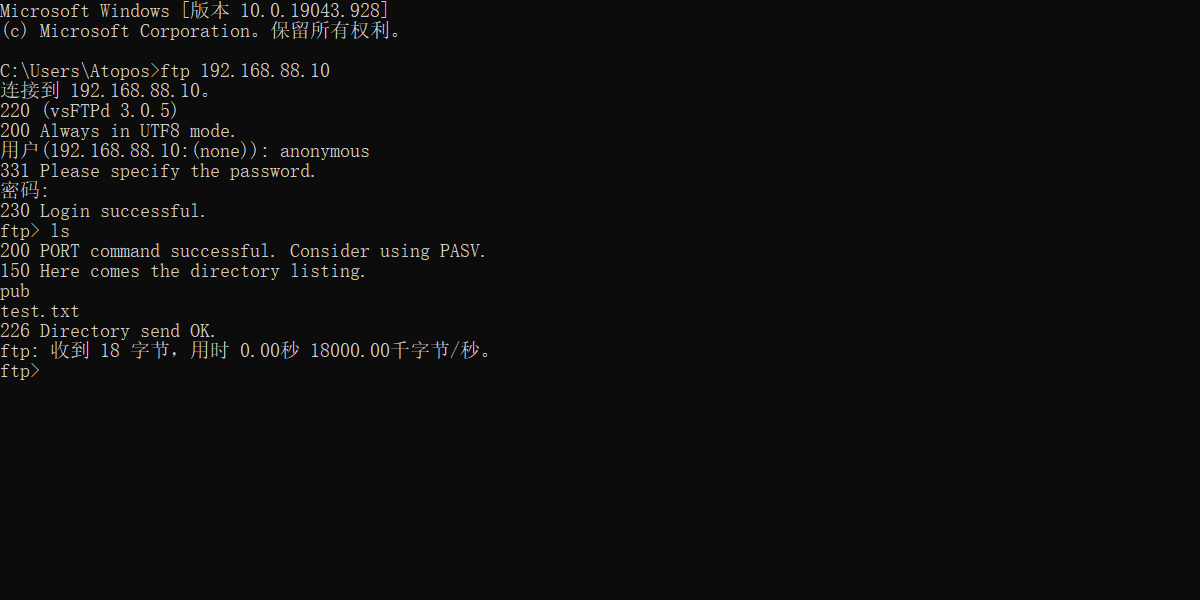 Microsoft Windows [版本 10.0.19043.928]
(c) Microsoft Corporation。保留所有权利。
C:\Users\Atopos>ftp 192.168.88.10
连接到 192.168.88.10。
220 (vsFTPd 3.0.5)
200 Always in UTF8 mode.
用户(192.168.88.10:(none)): anonymous
331 Please specify the password.
密码:
230 Login successful.
ftp> ls
200 PORT command successful. Consider using PASV.
150 Here comes the directory listing.
pub
test.txt
226 Directory send OK.
ftp: 收到 18 字节，用时 0.00秒 18000.00千字节/秒。
ftp>